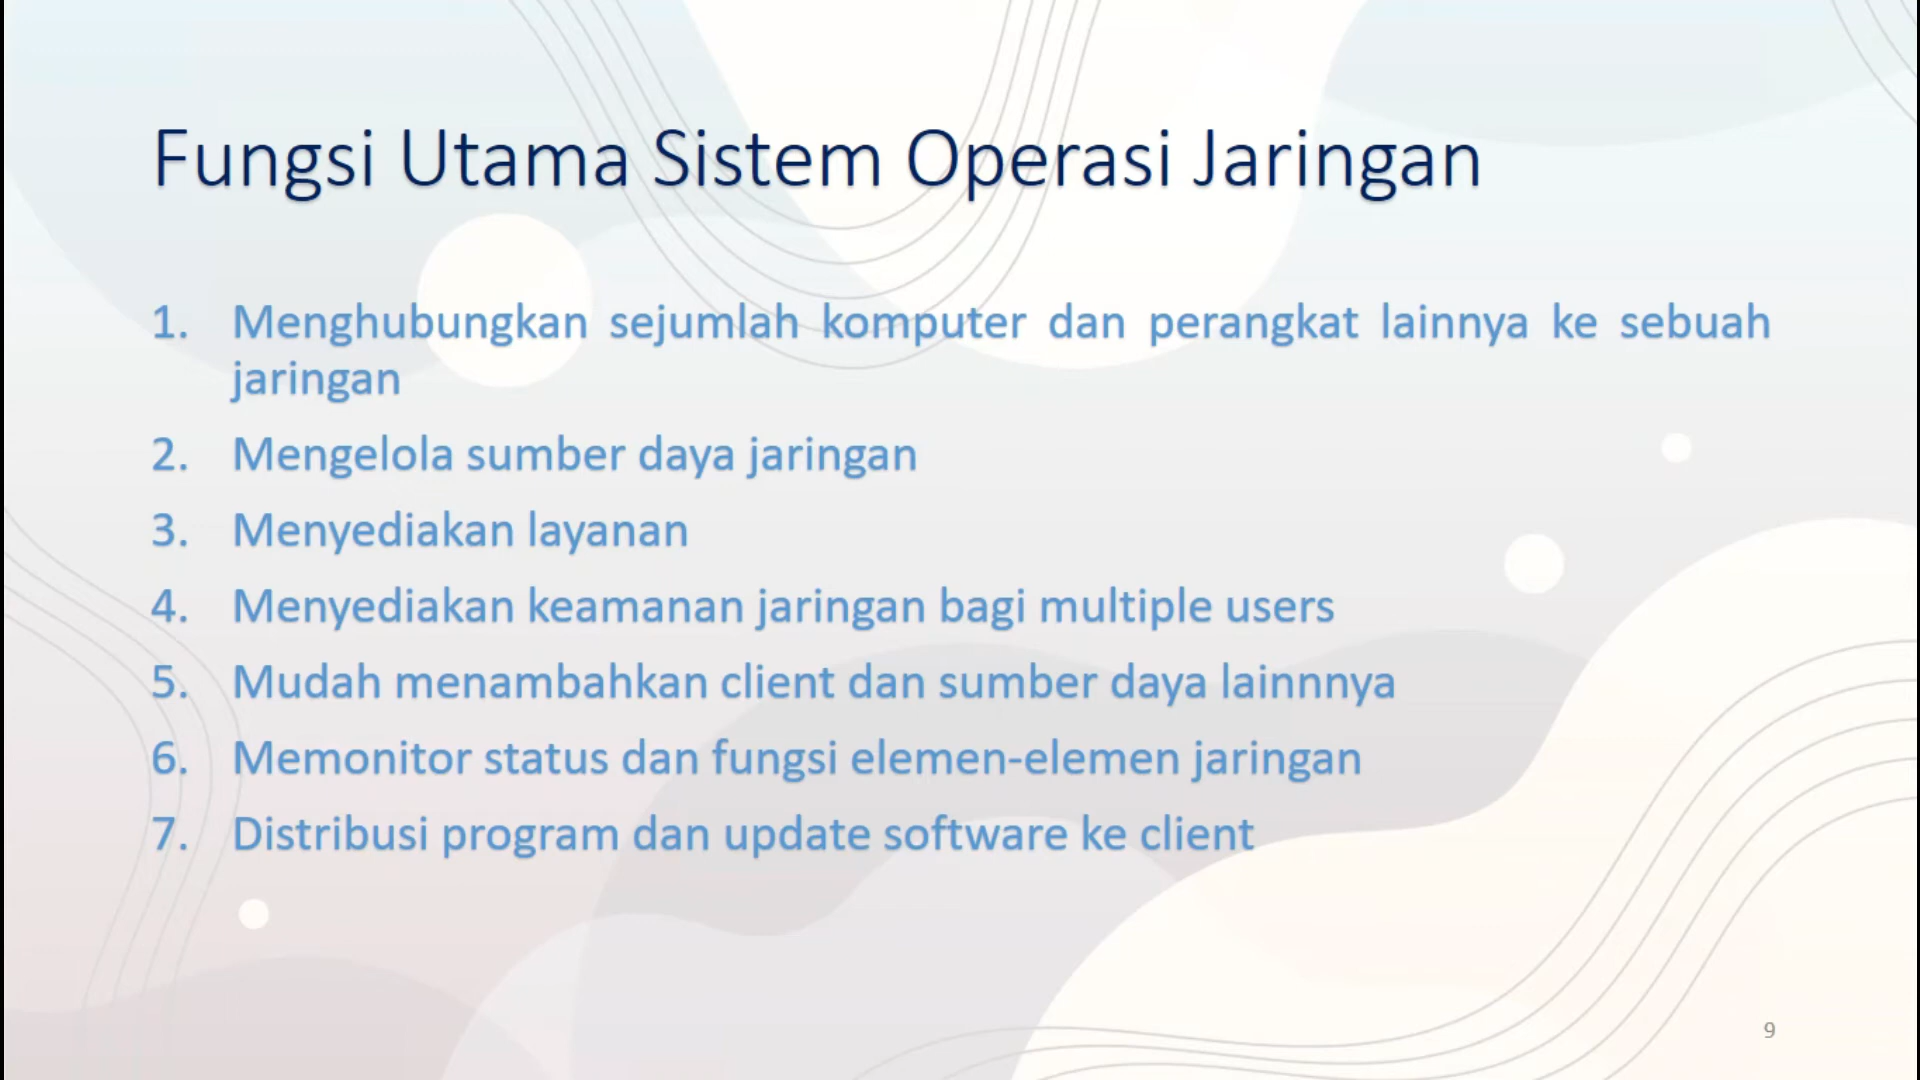 Fungsi Utama Sistem Operasi Jaringan
1. Menghubungkan sejumlah komputer dan perangkat lainnya ke sebuah
jaringan
2. Mengelola sumber daya jaringan
3. Menyediakan layanan
4. Menyediakan keamanan jaringan bagi multiple users
5. Mudah menambahkan client dan sumber daya lainnnya
6. Memonitor status dan fungsi elemen-elemen jaringan
7. Distribusi program dan update software ke client
9